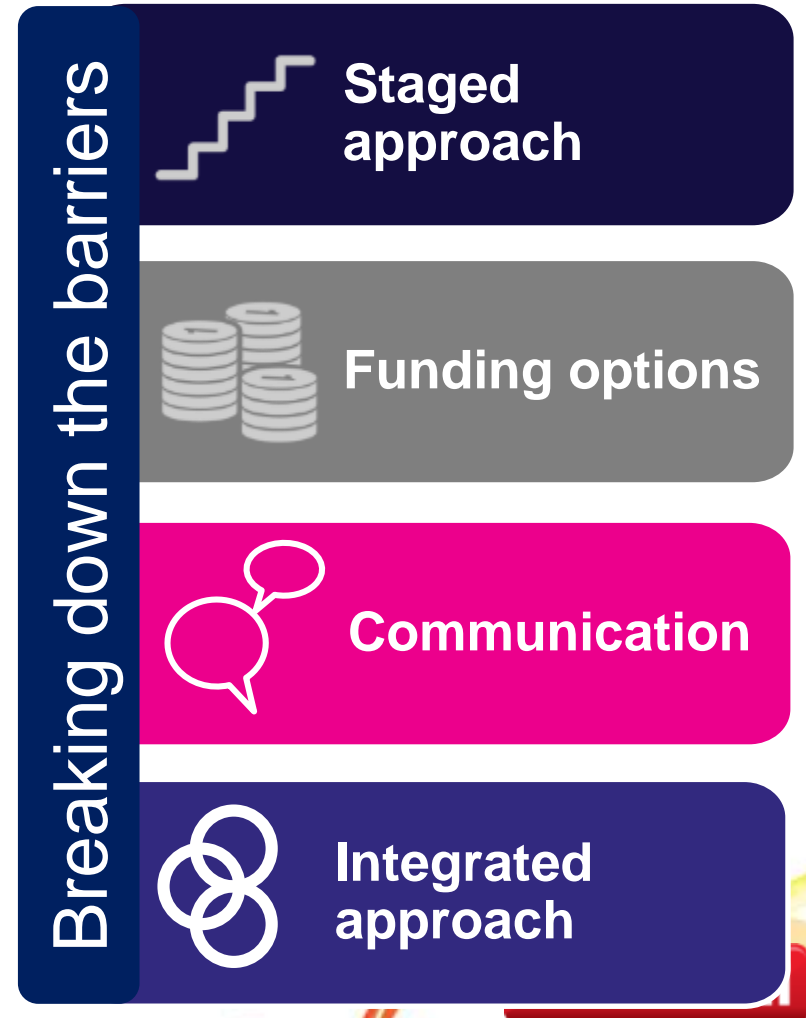 Breaking down the barriers
Staged
approach
Funding options
Communication
Integrated
approach